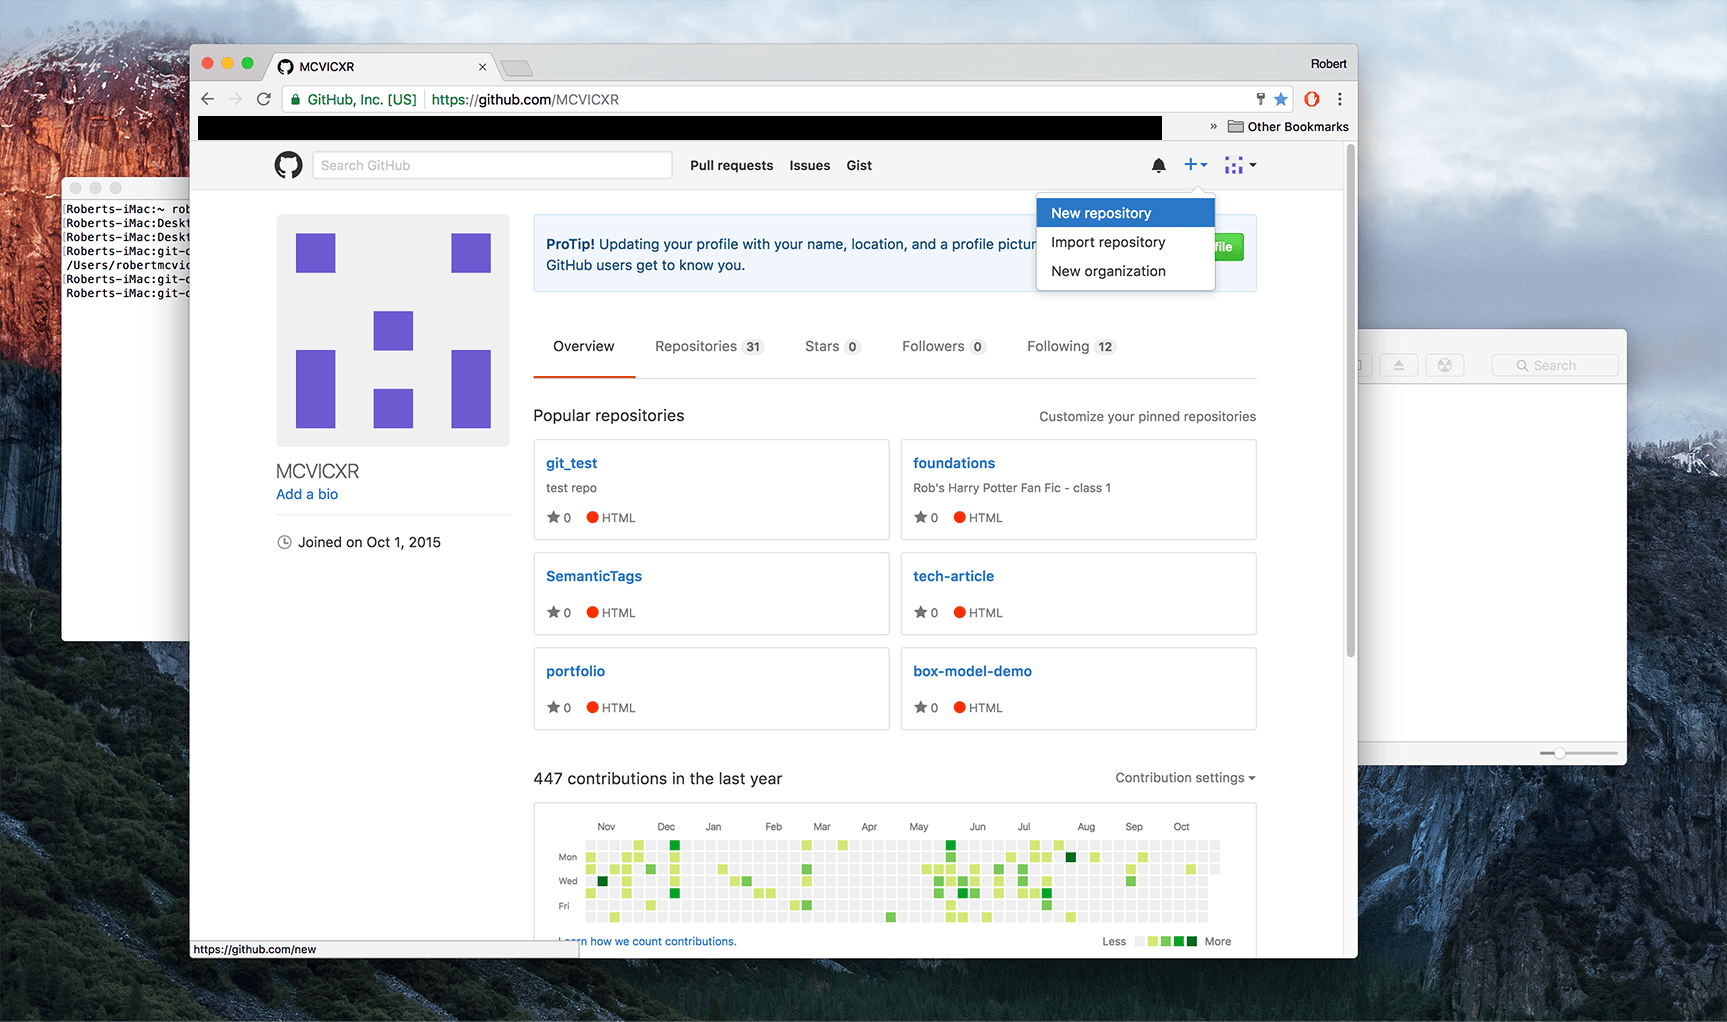 MCVICXR
Robert
GitHub, Inc. [US]
https://github.com/MCVICXR
» Other Bookmarks
Search GitHub
Pull requests
Issues
Gist
New repository
Import repository
New organization
Roberts-iMac:~ rob
Roberts-iMac:Deskt
Roberts-iMac:Deskt
Roberts-iMac:git-
/Users/robertmcvic
Roberts-iMac:git-
Roberts-iMac:git-
ProTip! Updating your profile with your name, location, and a profile pictur
GitHub users get to know you.
file
Overview
Repositories 31
Stars 0
Followers 0
Following 12
Search
MCVICXR
Add a bio
Joined on Oct 1, 2015
Popular repositories
Customize your pinned repositories
git_test
test repo
0 HTML
foundations
Rob's Harry Potter Fan Fic - class 1
0 HTML
SemanticTags
0 HTML
tech-article
0 HTML
portfolio
0 HTML
box-model-demo
0 HTML
447 contributions in the last year
Contribution settings
Nov Dec Jan Feb Mar Apr May Jun Jul Aug Sep Oct
Mon
Wed
Fri
Learn how we count contributions.
Less More
https://github.com/new